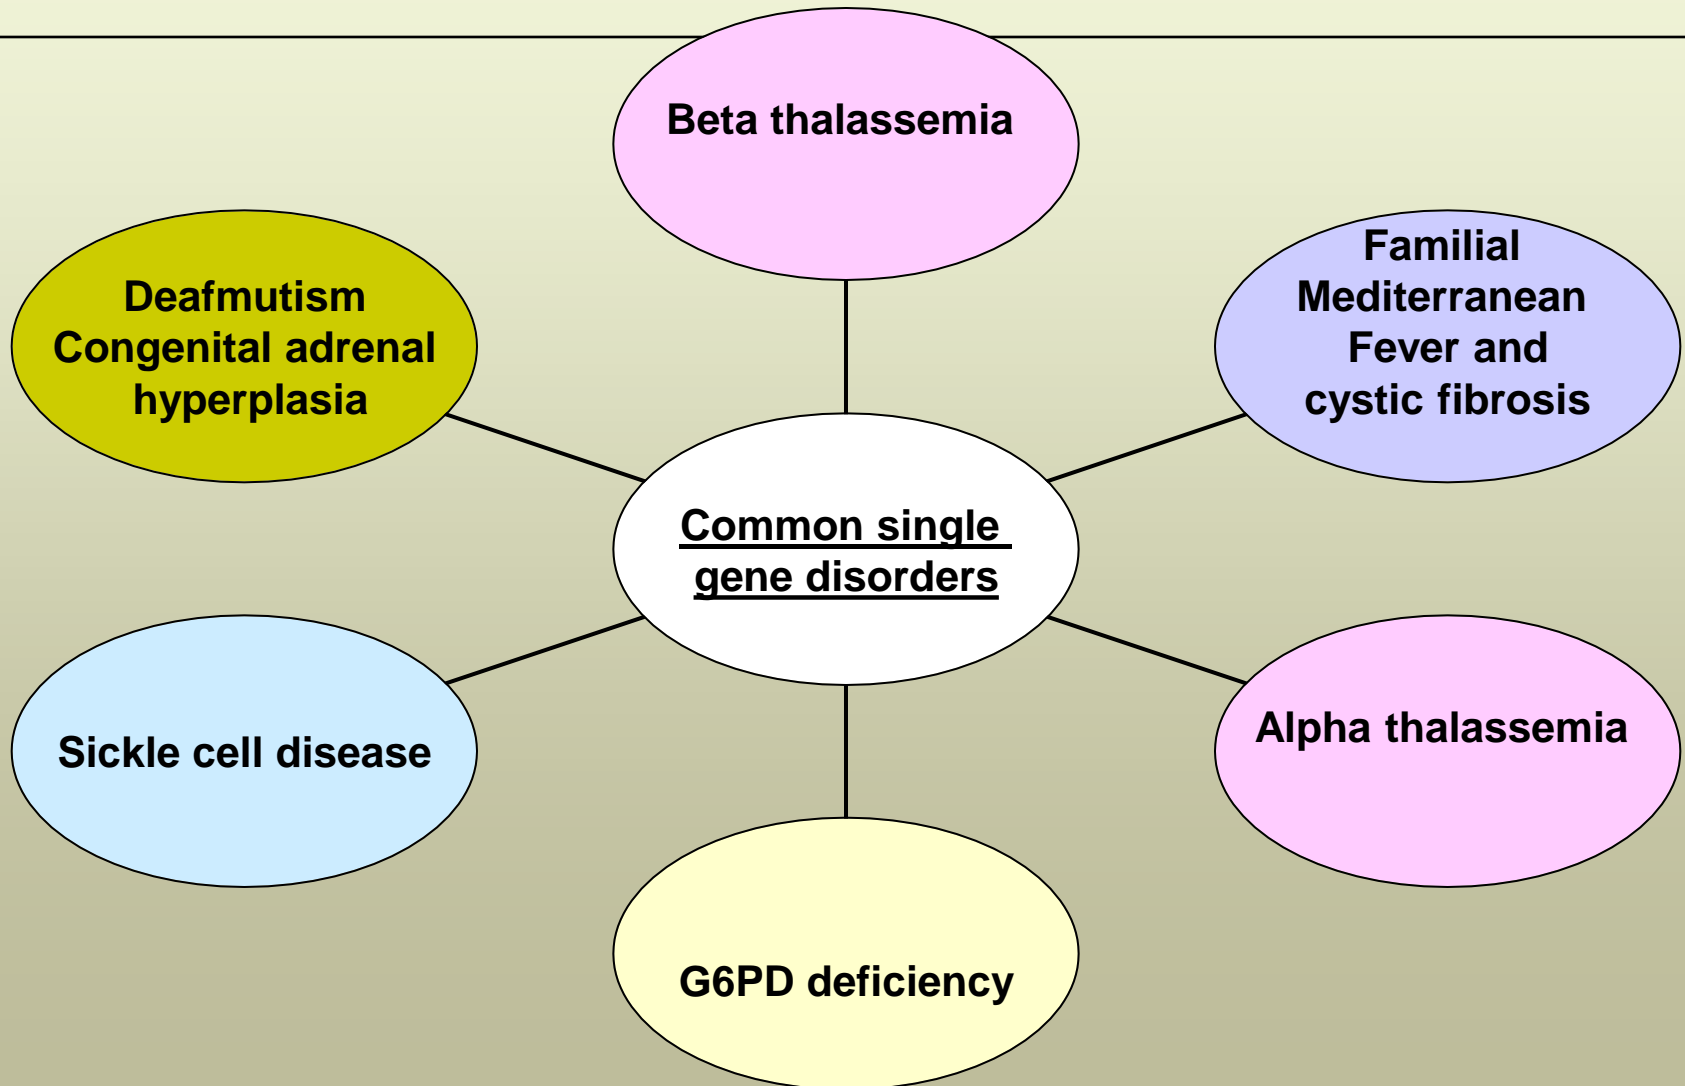 Beta thalassemia
Deafmutism
Congenital adrenal
hyperplasia
Familial
Mediterranean
Fever and
cystic fibrosis
Common single
gene disorders
Sickle cell disease
Alpha thalassemia
G6PD deficiency